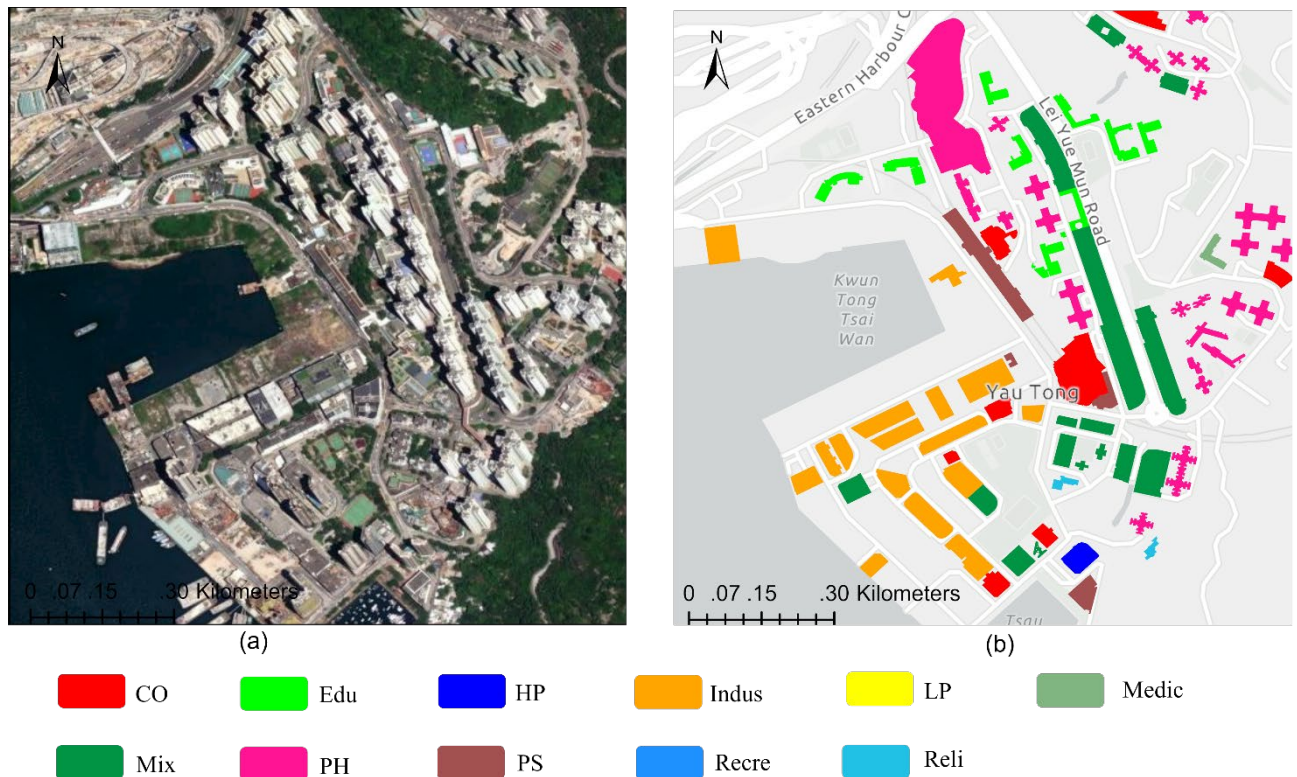 N
0 .07 .15 .30 Kilometers
(a)
N
Eastern Harbour C
Lei Yue Mun Road
Kwun
Tong
Tsai
Wan
Yau Tong
0 .07 .15 .30 Kilometers
Tsau
(b)
CO Edu HP Indus LP Medic
Mix PH PS Recre Reli